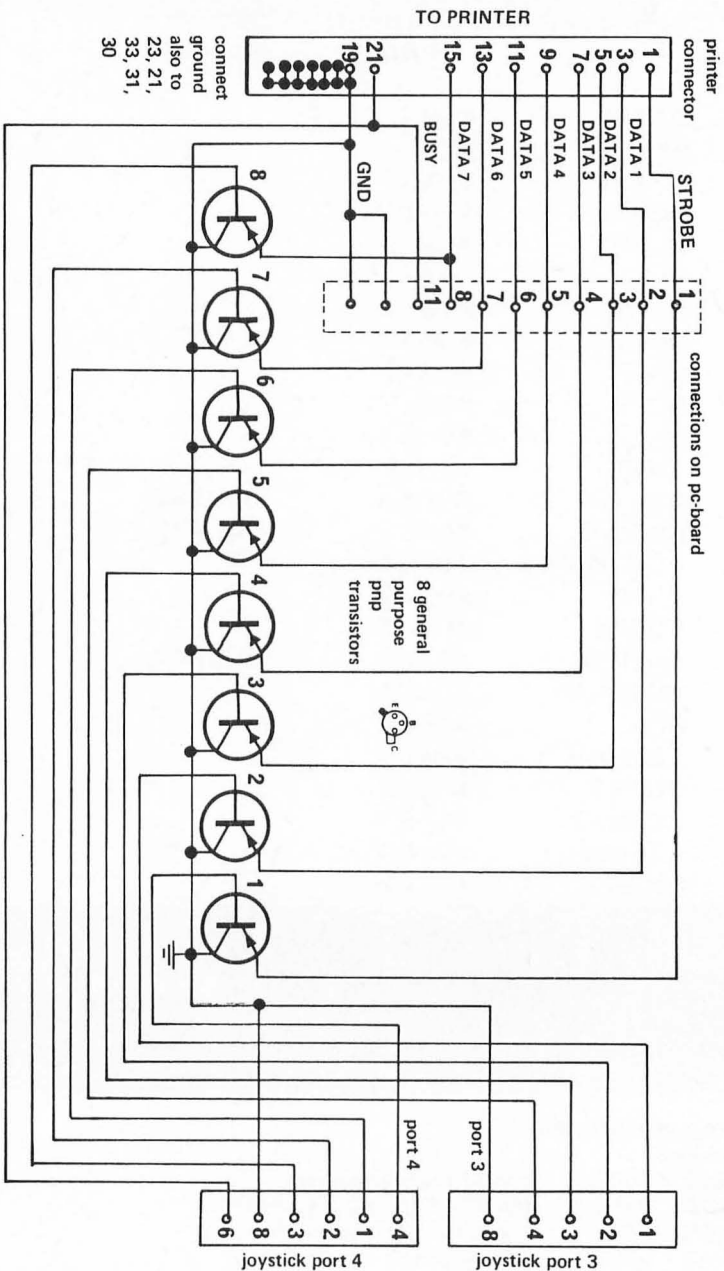 TO PRINTER
printer
connector
1
3
5
7
9
11
13
15
21
19
connect
ground
also to
23, 21,
33, 31,
30
STROBE
DATA 1
DATA 2
DATA 3
DATA 4
DATA 5
DATA 6
DATA 7
BUSY
GND
connections on pc-board
1
2
3
4
5
6
7
8
11
8
7
6
5
4
3
2
1
8 general
purpose
pnp
transistors
E
B
C
port 4
port 3
6
8
3
2
1
4
joystick port 4
8
4
3
2
1
joystick port 3